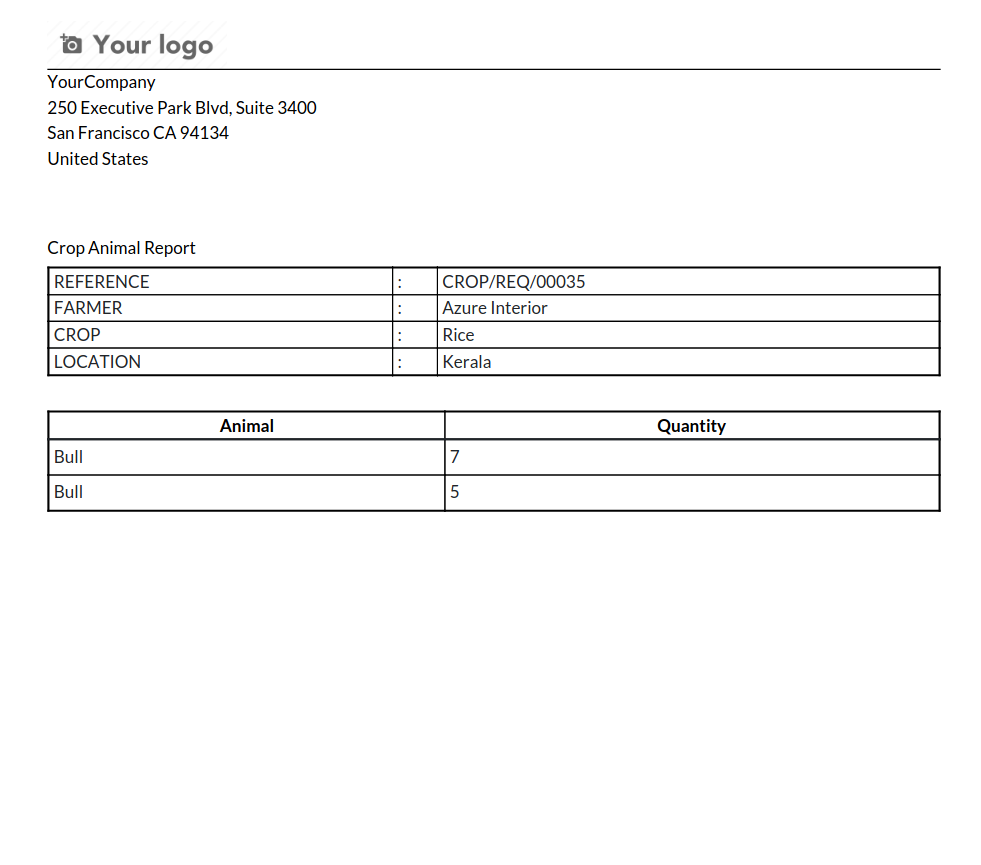 Your logo
YourCompany
250 Executive Park Blvd, Suite 3400
San Francisco CA 94134
United States
Crop Animal Report
REFERENCE : CROP/REQ/00035
FARMER : Azure Interior
CROP : Rice
LOCATION : Kerala
Animal Quantity
Bull 7
Bull 5